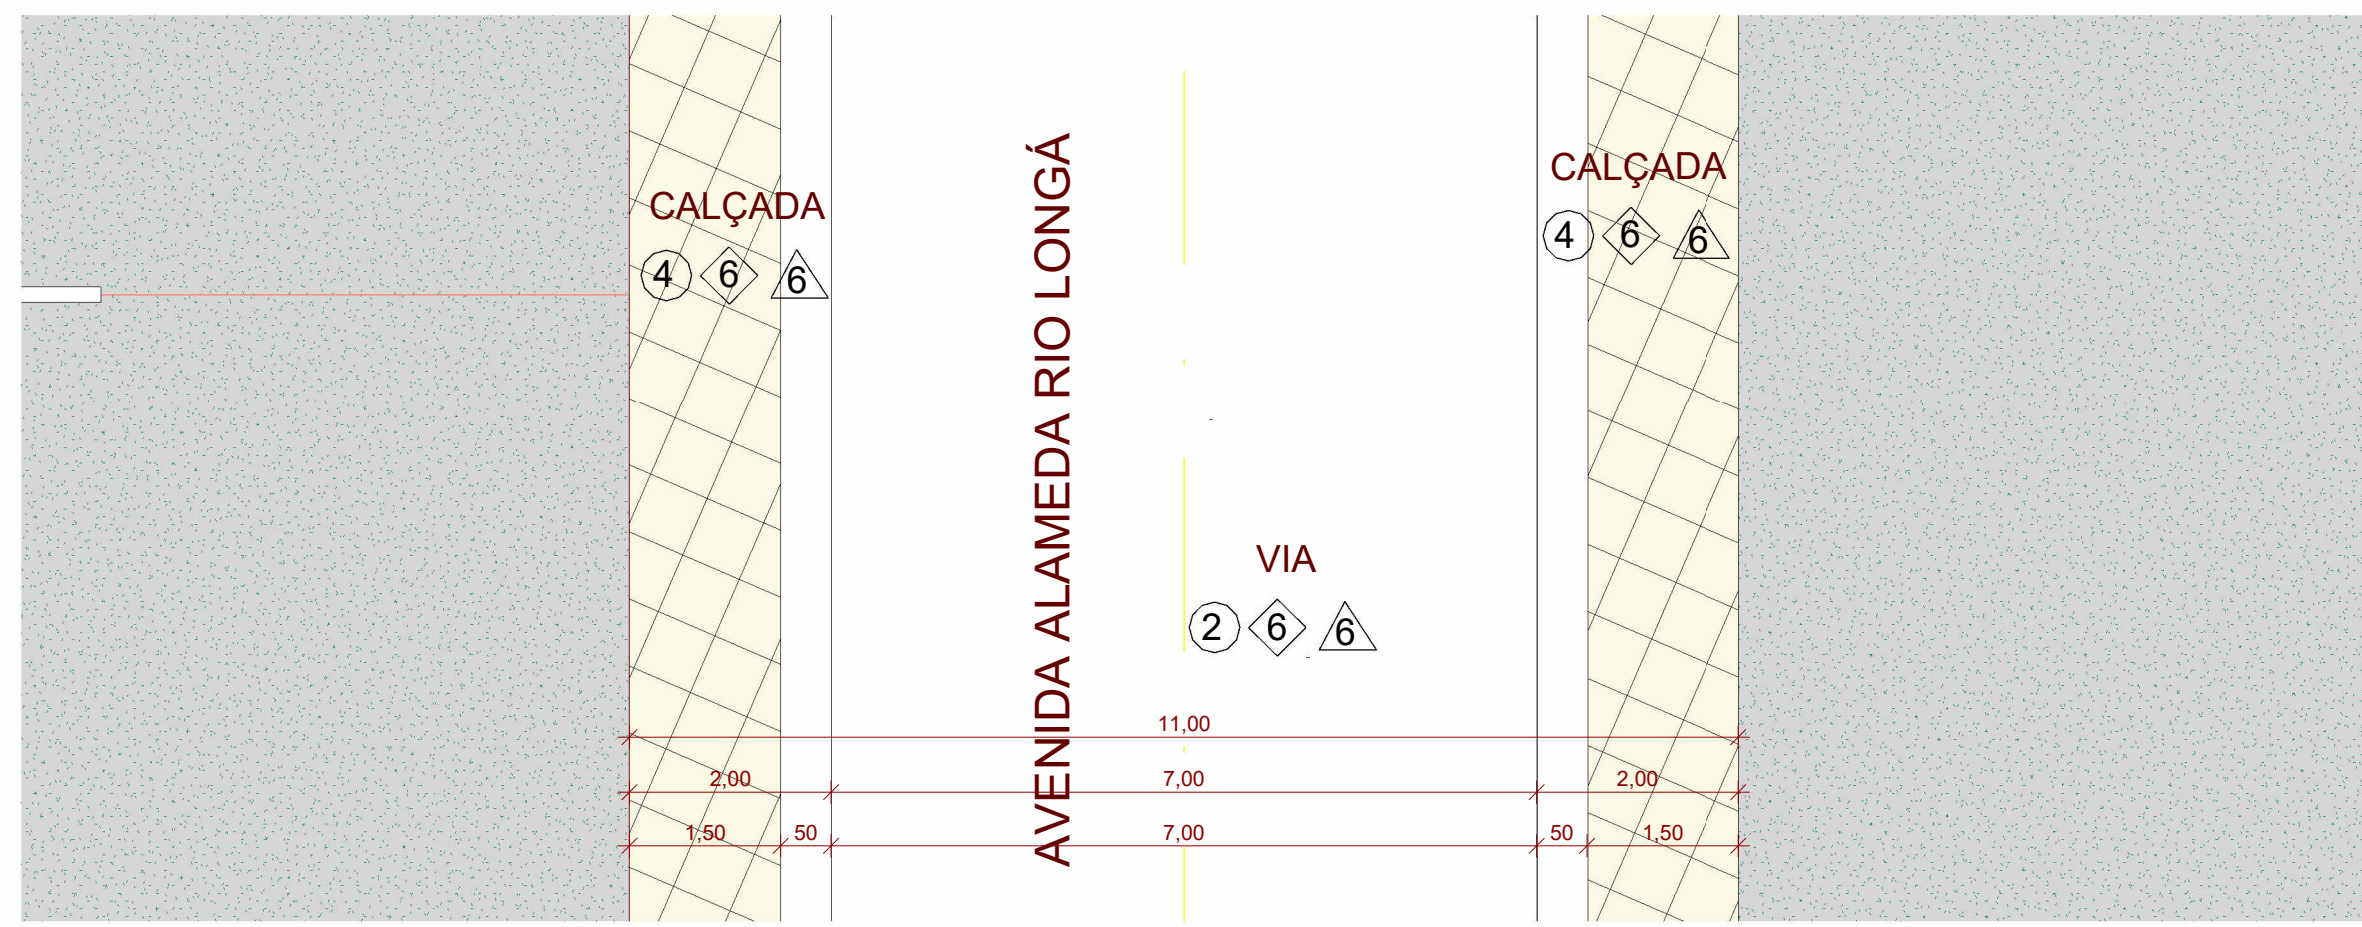 CALÇADA
4 6 6
CALÇADA
4 6 6
AVENIDA ALAMEDA RIO LONGÁ
VIA
2 6 6
11,00
2,00 7,00 2,00
1,50 50 7,00 50 1,50